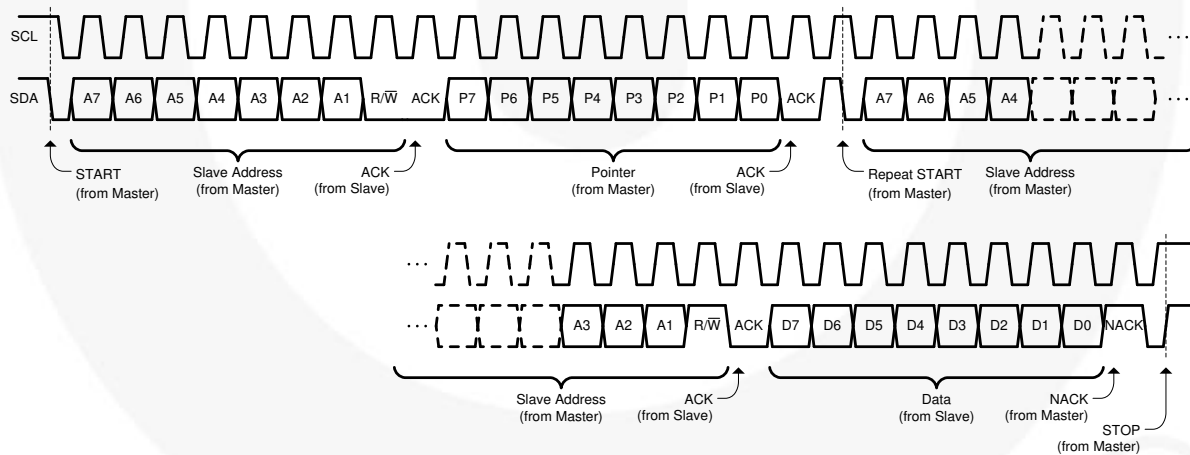 SCL
···
SDA A7 A6 A5 A4 A3 A2 A1 R/W̅ ACK P7 P6 P5 P4 P3 P2 P1 P0 ACK A7 A6 A5 A4 ···
START
(from Master)
Slave Address
(from Master)
ACK
(from Slave)
Pointer
(from Master)
ACK
(from Slave)
Repeat START
(from Master)
Slave Address
(from Master)
···
··· A3 A2 A1 R/W̅ ACK D7 D6 D5 D4 D3 D2 D1 D0 NACK
Slave Address
(from Master)
ACK
(from Slave)
Data
(from Slave)
NACK
(from Master)
STOP
(from Master)